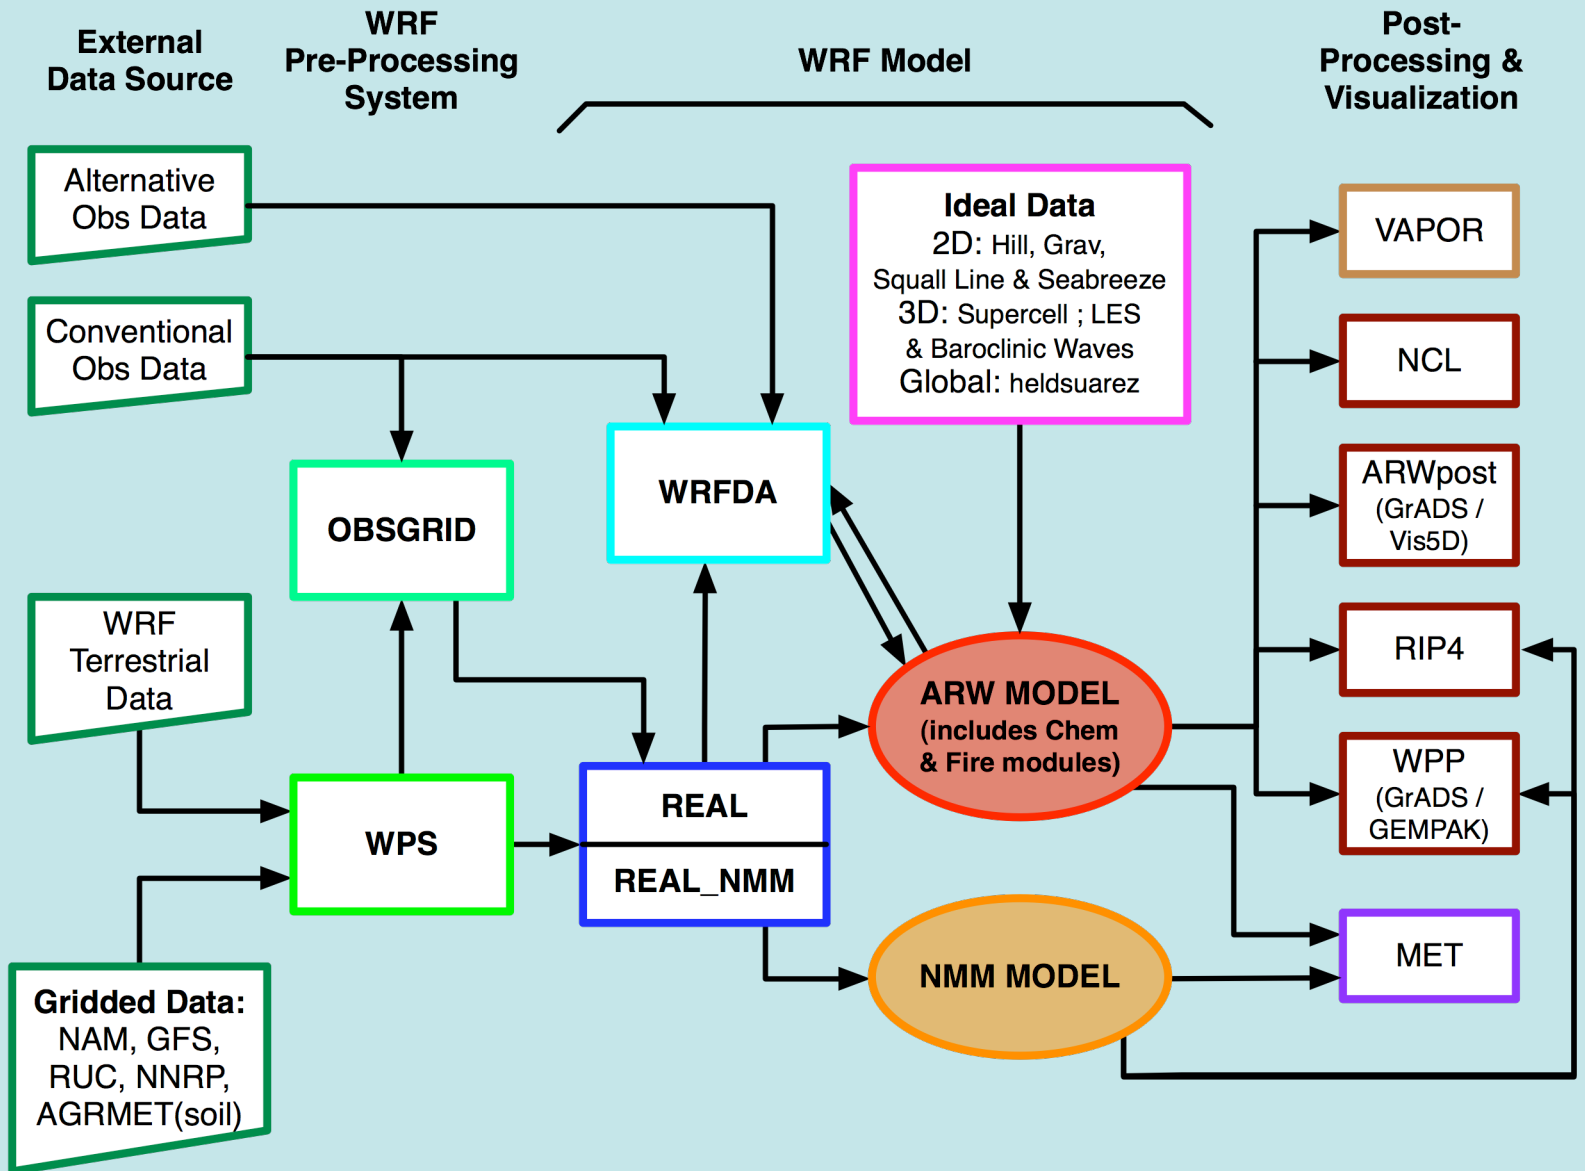 External
Data Source
WRF
Pre-Processing
System
WRF Model
Post-
Processing &
Visualization
Alternative
Obs Data
Conventional
Obs Data
WRF
Terrestrial
Data
Gridded Data:
NAM, GFS,
RUC, NNRP,
AGRMET(soil)
OBSGRID
WPS
WRFDA
REAL
REAL_NMM
Ideal Data
2D: Hill, Grav,
Squall Line & Seabreeze
3D: Supercell ; LES
& Baroclinic Waves
Global: heldsuarez
ARW MODEL
(includes Chem
& Fire modules)
NMM MODEL
VAPOR
NCL
ARWpost
(GrADS /
Vis5D)
RIP4
WPP
(GrADS /
GEMPAK)
MET